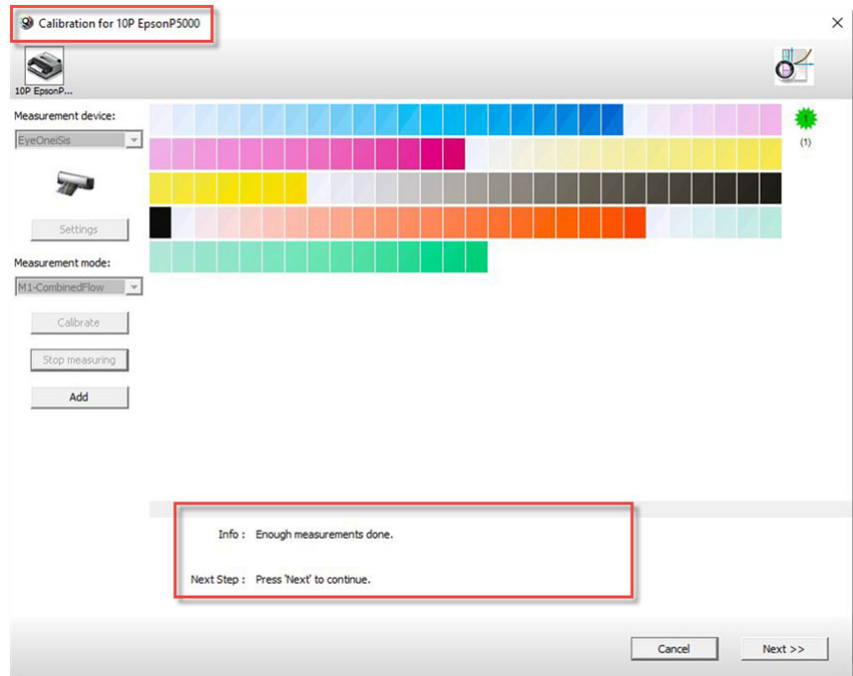 Calibration for 10P EpsonP5000
10P EpsonP...
Measurement device:
EyeOneiSis
(1)
Settings
Measurement mode:
M1-CombinedFlow
Calibrate
Stop measuring
Add
Info : Enough measurements done.
Next Step : Press 'Next' to continue.
Cancel
Next >>